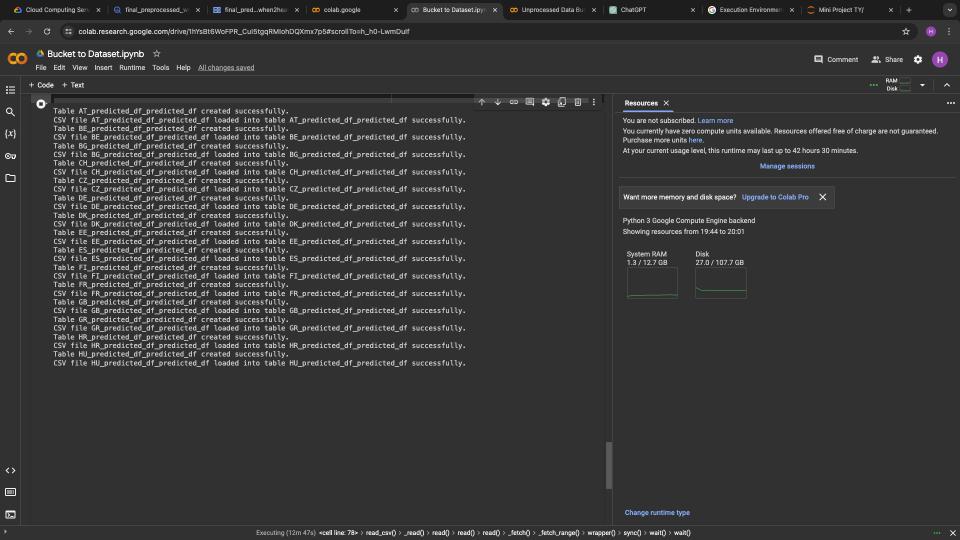 Cloud Computing Serv
final_preprocessed_w
final_pred...when2hea
colab.google
Bucket to Dataset.ipyn
Unprocessed Data Bu
ChatGPT
Execution Environmen
Mini Project TY/
colab.research.google.com/drive/1hYsBt6WoFPR_CuI5tgqRMIohDQXmx7p5#scrollTo=h_h0-LwmDulf
H
Bucket to Dataset.ipynb
File Edit View Insert Runtime Tools Help All changes saved
Comment
Share
H
+ Code + Text
RAM
Disk
Table AT_predicted_df_predicted_df created successfully.
CSV file AT_predicted_df_predicted_df loaded into table AT_predicted_df_predicted_df successfully.
Table BE_predicted_df_predicted_df created successfully.
CSV file BE_predicted_df_predicted_df loaded into table BE_predicted_df_predicted_df successfully.
Table BG_predicted_df_predicted_df created successfully.
CSV file BG_predicted_df_predicted_df loaded into table BG_predicted_df_predicted_df successfully.
Table CH_predicted_df_predicted_df created successfully.
CSV file CH_predicted_df_predicted_df loaded into table CH_predicted_df_predicted_df successfully.
Table CZ_predicted_df_predicted_df created successfully.
CSV file CZ_predicted_df_predicted_df loaded into table CZ_predicted_df_predicted_df successfully.
Table DE_predicted_df_predicted_df created successfully.
CSV file DE_predicted_df_predicted_df loaded into table DE_predicted_df_predicted_df successfully.
Table DK_predicted_df_predicted_df created successfully.
CSV file DK_predicted_df_predicted_df loaded into table DK_predicted_df_predicted_df successfully.
Table EE_predicted_df_predicted_df created successfully.
CSV file EE_predicted_df_predicted_df loaded into table EE_predicted_df_predicted_df successfully.
Table ES_predicted_df_predicted_df created successfully.
CSV file ES_predicted_df_predicted_df loaded into table ES_predicted_df_predicted_df successfully.
Table FI_predicted_df_predicted_df created successfully.
CSV file FI_predicted_df_predicted_df loaded into table FI_predicted_df_predicted_df successfully.
Table FR_predicted_df_predicted_df created successfully.
CSV file FR_predicted_df_predicted_df loaded into table FR_predicted_df_predicted_df successfully.
Table GB_predicted_df_predicted_df created successfully.
CSV file GB_predicted_df_predicted_df loaded into table GB_predicted_df_predicted_df successfully.
Table GR_predicted_df_predicted_df created successfully.
CSV file GR_predicted_df_predicted_df loaded into table GR_predicted_df_predicted_df successfully.
Table HR_predicted_df_predicted_df created successfully.
CSV file HR_predicted_df_predicted_df loaded into table HR_predicted_df_predicted_df successfully.
Table HU_predicted_df_predicted_df created successfully.
CSV file HU_predicted_df_predicted_df loaded into table HU_predicted_df_predicted_df successfully.
Resources
You are not subscribed. Learn more
You currently have zero compute units available. Resources offered free of charge are not guaranteed.
Purchase more units here.
At your current usage level, this runtime may last up to 42 hours 30 minutes.
Manage sessions
Want more memory and disk space? Upgrade to Colab Pro
Python 3 Google Compute Engine backend
Showing resources from 19:44 to 20:01
System RAM
1.3 / 12.7 GB
Disk
27.0 / 107.7 GB
Change runtime type
Executing (12m 47s) <cell line: 78> > read_csv() > _read() > read() > read() > read() > _fetch() > _fetch_range() > wrapper() > sync() > wait() > wait()